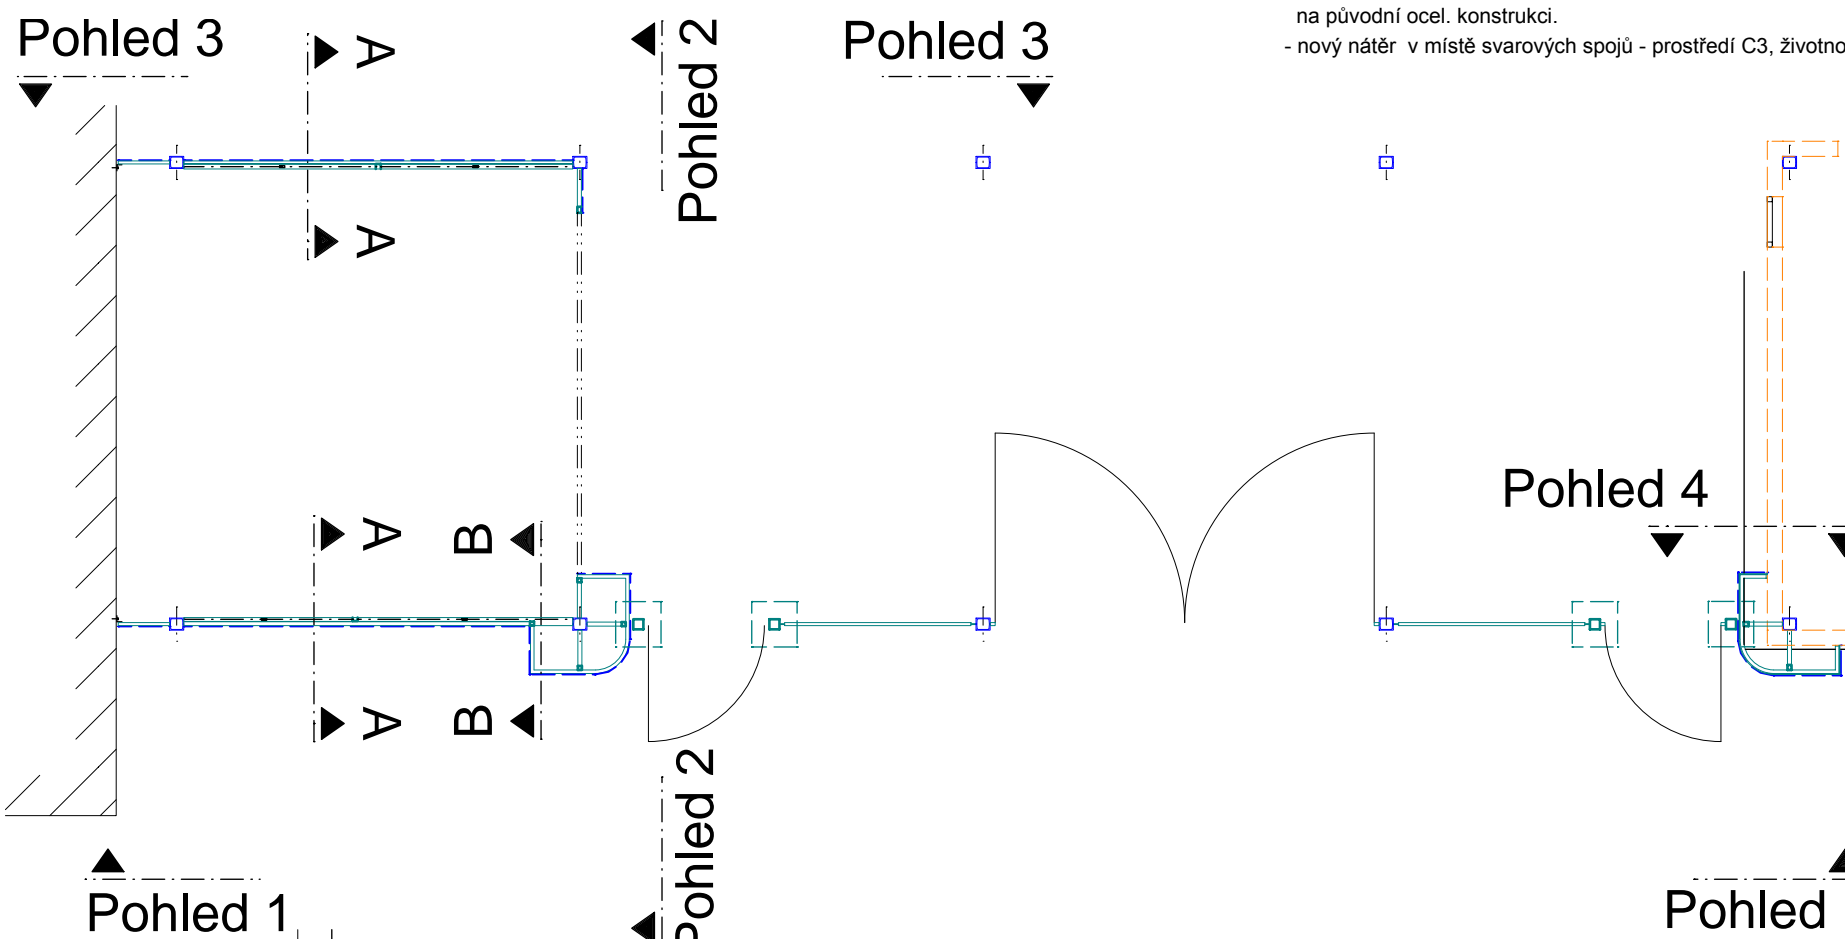 na původní ocel. konstrukci.
- nový nátěr v místě svarových spojů - prostředí C3,
Pohled 3
A
Pohled 2
Pohled 3
A
Pohled 4
A
B
A
B
Pohled 2
Pohled 1
Pohled